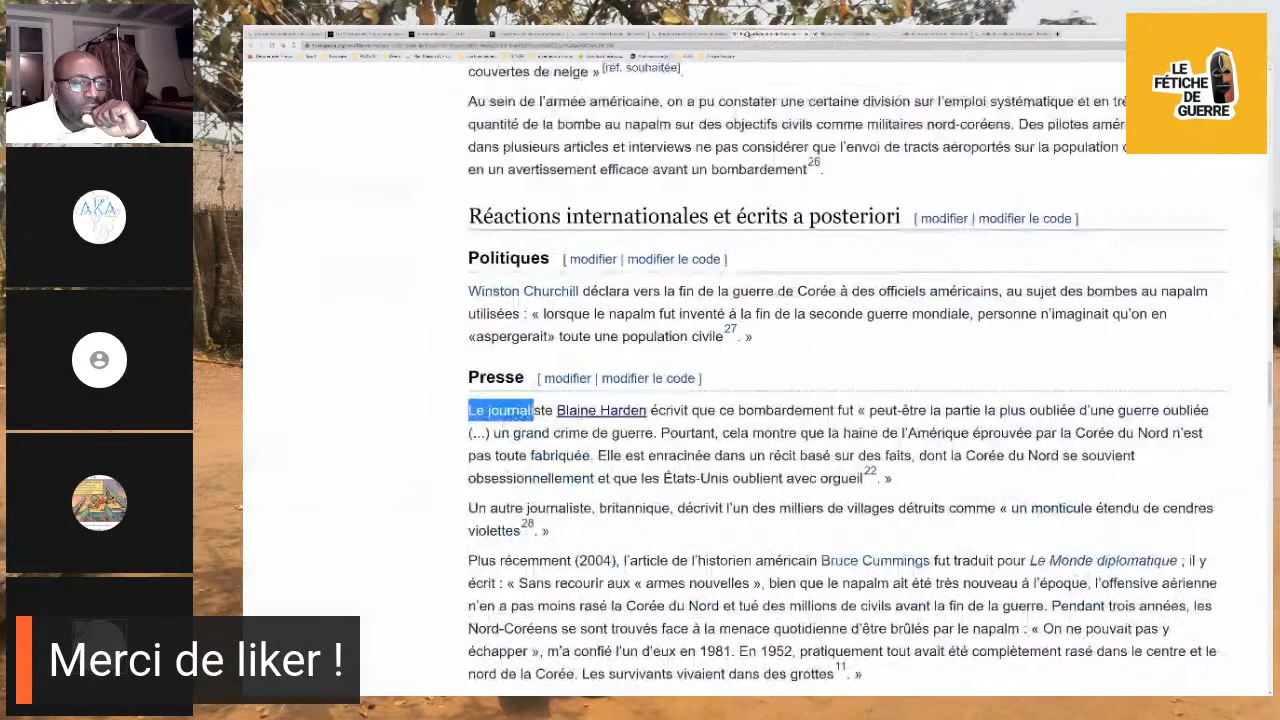 LE
FÉTICHE
DE
GUERRE
couvertes de neige » [réf. souhaitée].
Au sein de l'armée américaine, on a pu constater une certaine division sur l'emploi systématique et en
quantité de la bombe au napalm sur des objectifs civils comme militaires nord-coréens. Des pilotes
dans plusieurs articles et interviews ne pas considérer que l'envoi de tracts aéroportés sur la population
en un avertissement efficace avant un bombardement26.
Réactions internationales et écrits a posteriori [ modifier | modifier le code ]
Politiques [ modifier | modifier le code ]
Winston Churchill déclara vers la fin de la guerre de Corée à des officiels américains, au sujet des bombes au napalm
utilisées : « lorsque le napalm fut inventé à la fin de la seconde guerre mondiale, personne n'imaginait qu'on en
«aspergerait» toute une population civile27. »
Presse [ modifier | modifier le code ]
Le journaliste Blaine Harden écrivit que ce bombardement fut « peut-être la partie la plus oubliée d'une guerre oubliée
(...) un grand crime de guerre. Pourtant, cela montre que la haine de l'Amérique éprouvée par la Corée du Nord n'est
pas toute fabriquée. Elle est enracinée dans un récit basé sur des faits, dont la Corée du Nord se souvient
obsessionnellement et que les États-Unis oublient avec orgueil22. »
Un autre journaliste, britannique, décrivit l'un des milliers de villages détruits comme « un monticule étendu de cendres
violettes28. »
Plus récemment (2004), l'article de l'historien américain Bruce Cummings fut traduit pour Le Monde diplomatique ; il y
écrit : « Sans recourir aux « armes nouvelles », bien que le napalm ait été très nouveau à l'époque, l'offensive aérienne
n'en a pas moins rasé la Corée du Nord et tué des millions de civils avant la fin de la guerre. Pendant trois années, les
Nord-Coréens se sont trouvés face à la menace quotidienne d'être brûlés par le napalm : « On ne pouvait pas y
échapper », m'a confié l'un d'eux en 1981. En 1952, pratiquement tout avait été complètement rasé dans le centre et le
nord de la Corée. Les survivants vivaient dans des grottes11. »
AKA
Merci de liker !